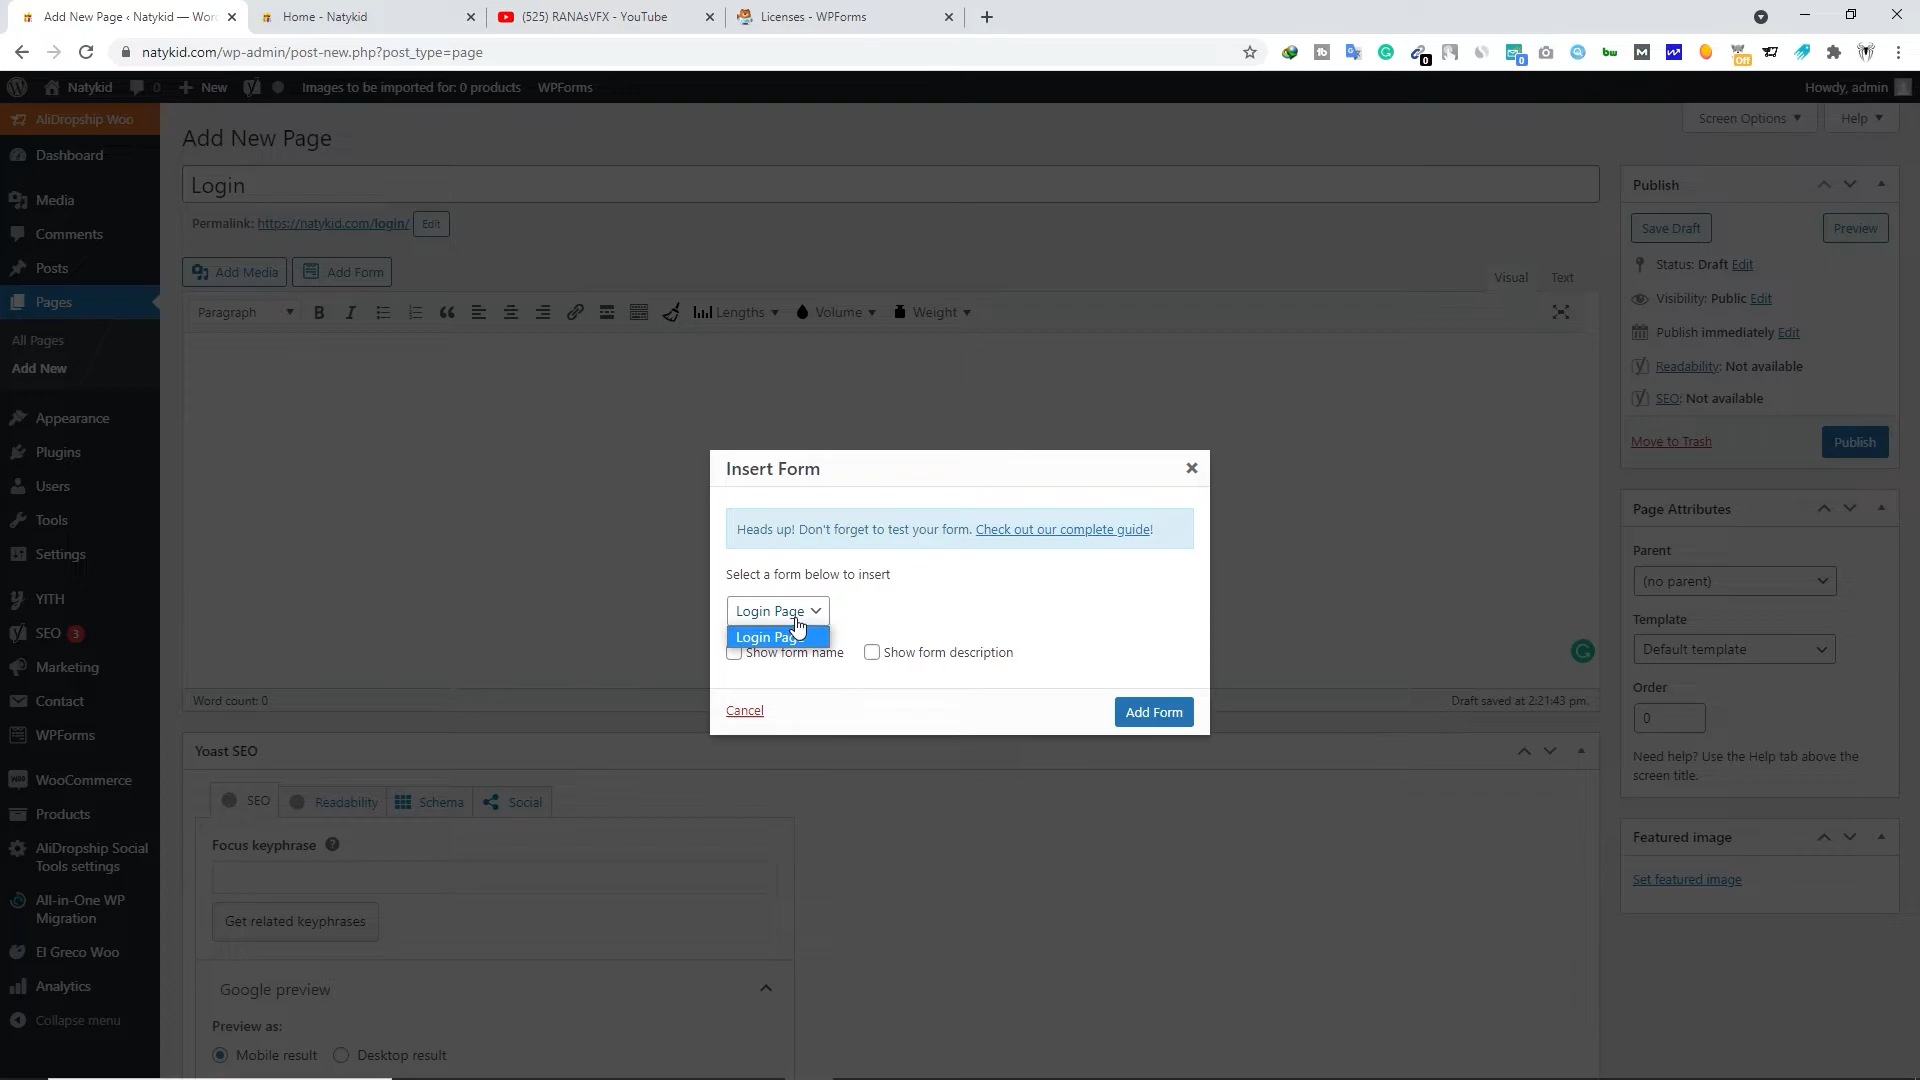 Add New Page ‹ Natykid — Wor
Home - Natykid
(525) RANAsVFX - YouTube
Licenses - WPForms
natykid.com/wp-admin/post-new.php?post_type=page
0
0
bw
M
Off
Natykid
0
New
Images to be imported for: 0 products
WPForms
Howdy, admin
AliDropship Woo
Dashboard
Media
Comments
Posts
Pages
All Pages
Add New
Appearance
Plugins
Users
Tools
Settings
YITH
SEO 3
Marketing
Contact
WPForms
WooCommerce
Products
AliDropship Social
Tools settings
All-in-One WP
Migration
El Greco Woo
Analytics
Collapse menu
Screen Options
Help
Add New Page
Login
Permalink: https://natykid.com/login/ Edit
Add Media
Add Form
Visual
Text
Paragraph
B
I
Lengths
Volume
Weight
Word count: 0
Draft saved at 2:21:43 pm.
Insert Form
Heads up! Don't forget to test your form. Check out our complete guide!
Select a form below to insert
Login Page
Login Page
Show form name
Show form description
Cancel
Add Form
Yoast SEO
SEO
Readability
Schema
Social
Focus keyphrase
Get related keyphrases
Google preview
Preview as:
Mobile result
Desktop result
Publish
Save Draft
Preview
Status: Draft Edit
Visibility: Public Edit
Publish immediately Edit
Readability: Not available
SEO: Not available
Move to Trash
Publish
Page Attributes
Parent
(no parent)
Template
Default template
Order
0
Need help? Use the Help tab above the
screen title.
Featured image
Set featured image